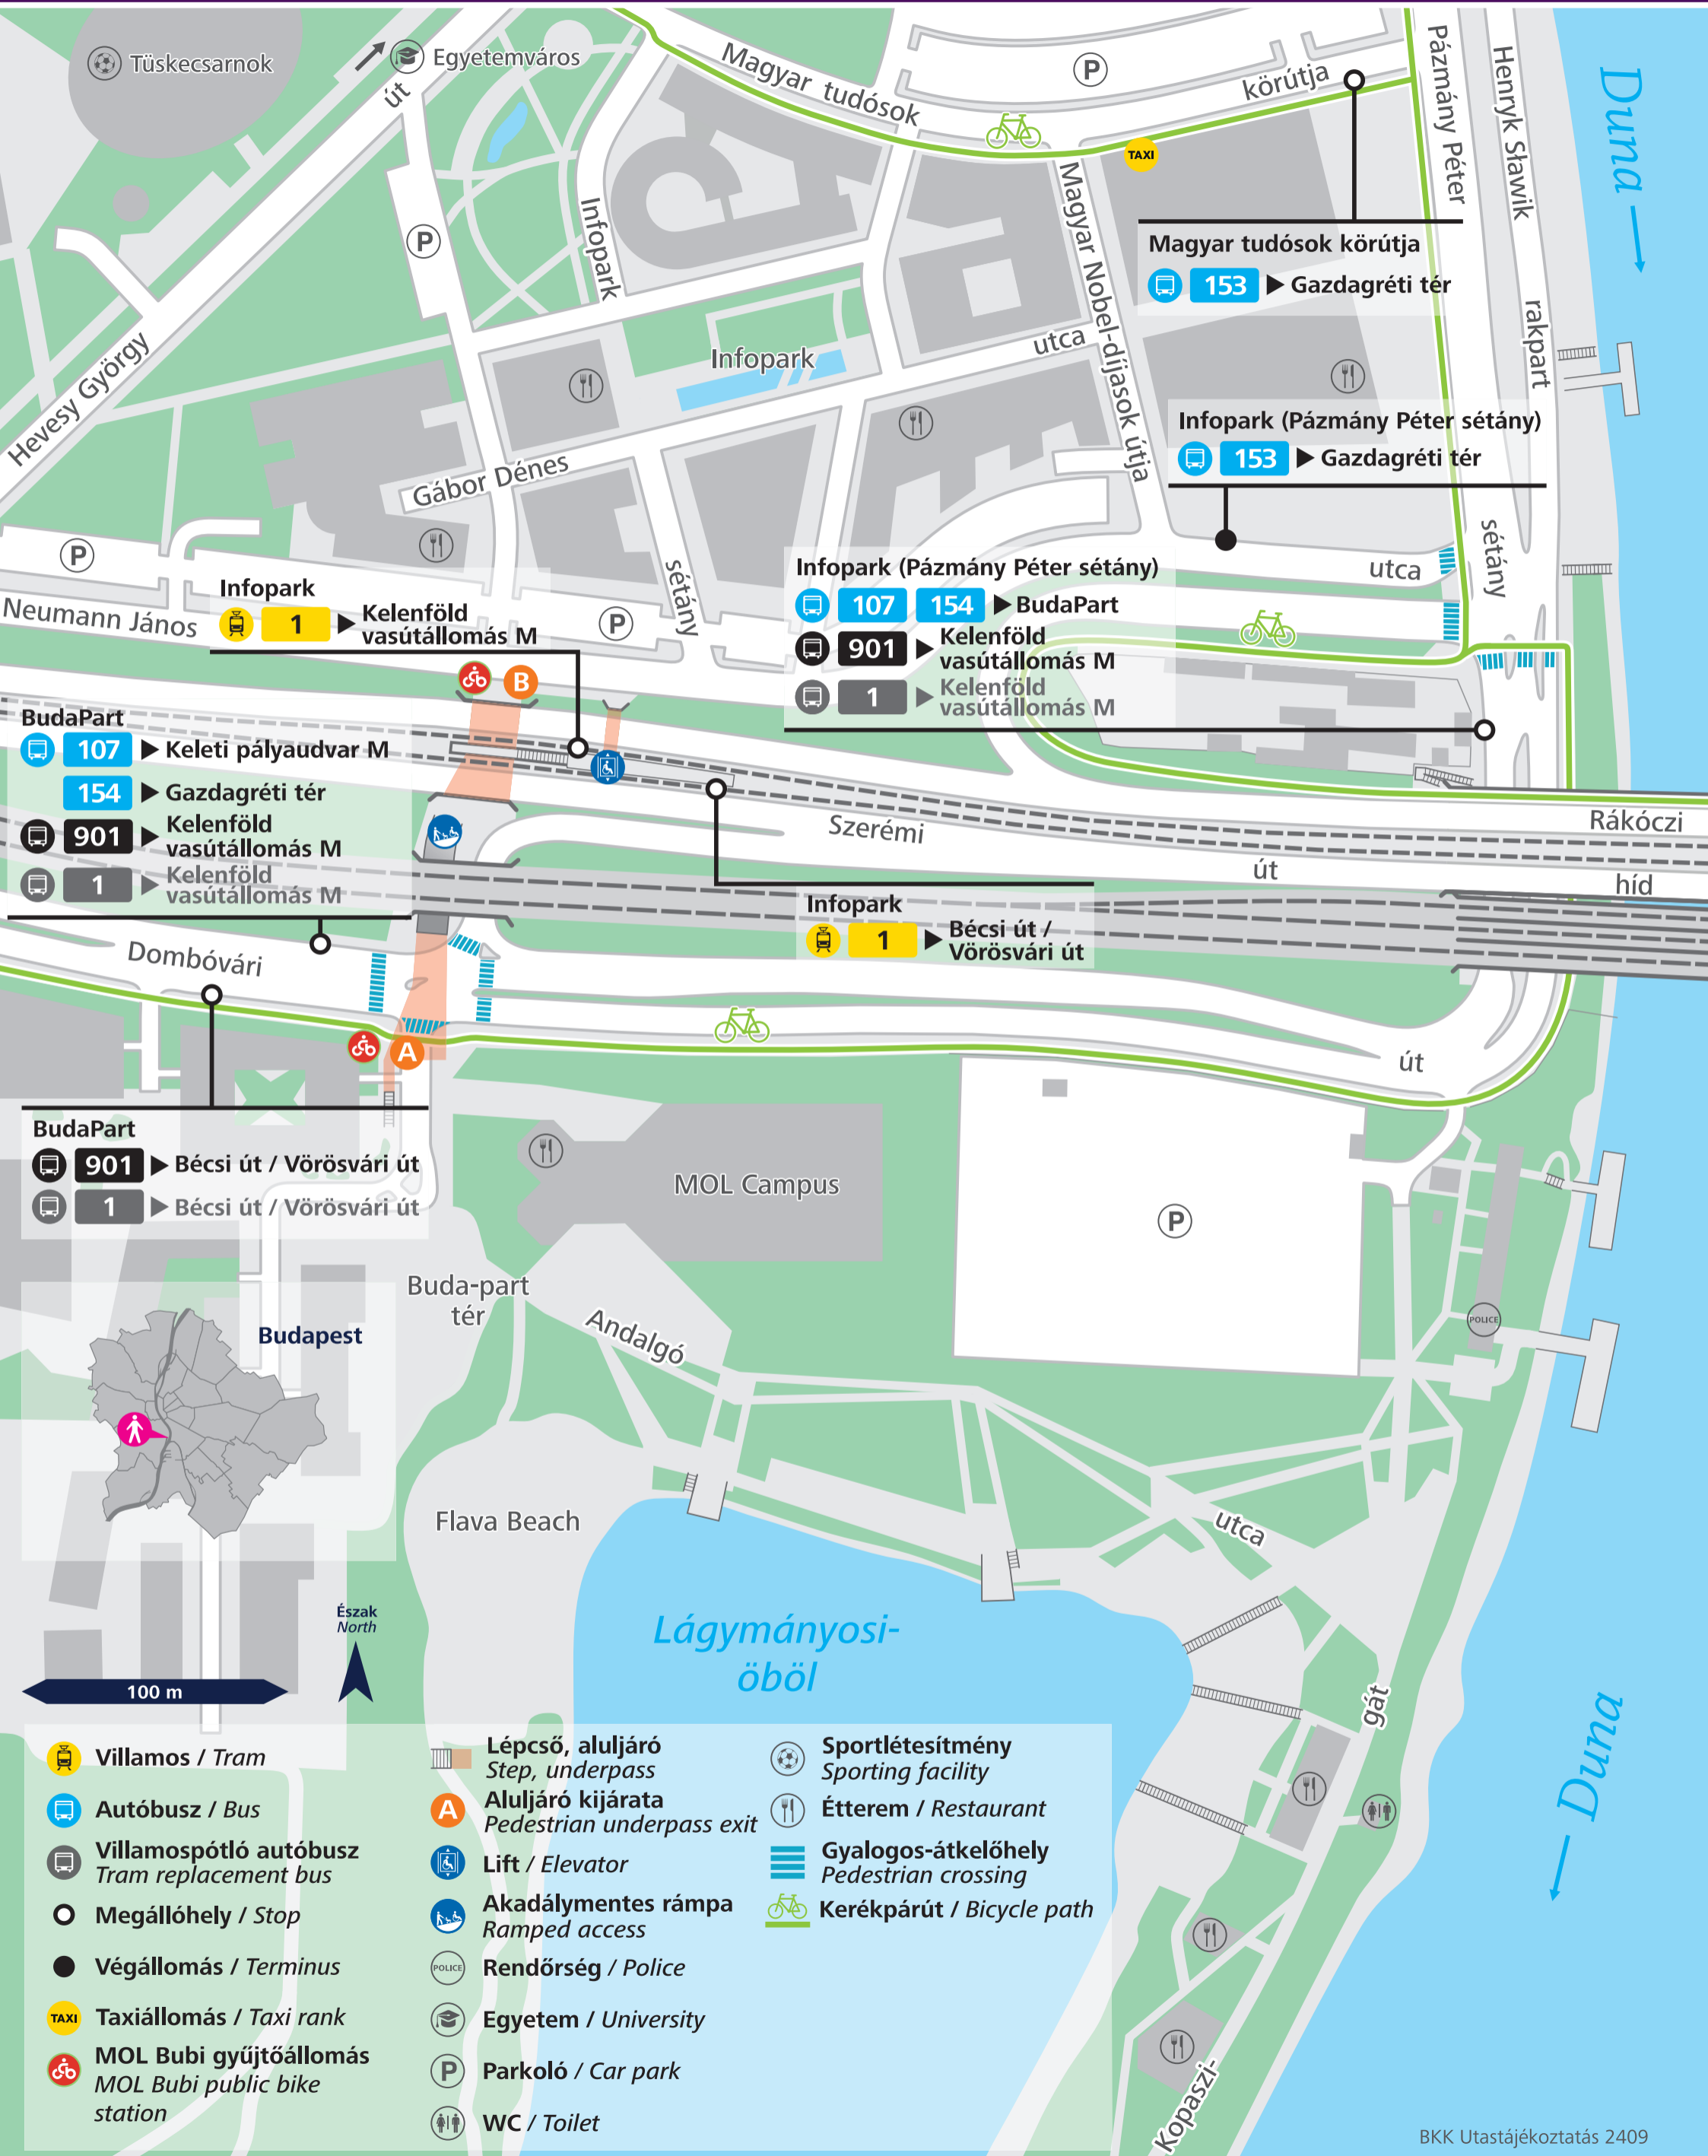 Tüskecsarnok
Egyetemváros
út
Magyar tudósok
körútja
P
Pázmány Péter
Henryk Sławik
Duna
TAXI
P
Infopark
Magyar Nobel-díjasok útja
Magyar tudósok körútja
153 Gazdagréti tér
rakpart
Hevesy György
Infopark
utca
Infopark (Pázmány Péter sétány)
153 Gazdagréti tér
Gábor Dénes
sétány
P
Neumann János
Infopark
1 Kelenföld
vasútállomás M
P
sétány
utca
Infopark (Pázmány Péter sétány)
107 154 BudaPart
901 Kelenföld
vasútállomás M
1 Kelenföld
vasútállomás M
B
BudaPart
107 Keleti pályaudvar M
154 Gazdagréti tér
901 Kelenföld
vasútállomás M
1 Kelenföld
vasútállomás M
Szerémi
út
Rákóczi
híd
Infopark
1 Bécsi út /
Vörösvári út
Dombóvári
út
A
BudaPart
901 Bécsi út / Vörösvári út
1 Bécsi út / Vörösvári út
MOL Campus
P
Buda-part
tér
Andalgó
POLICE
Budapest
Flava Beach
utca
Észak
North
100 m
Lágymányosi-
öböl
gát
Duna
Kopaszi-
Villamos / Tram
Autóbusz / Bus
Villamospótló autóbusz
Tram replacement bus
Megállóhely / Stop
Végállomás / Terminus
TAXI Taxiállomás / Taxi rank
MOL Bubi gyűjtőállomás
MOL Bubi public bike
station
Lépcső, aluljáró
Step, underpass
A Aluljáró kijárata
Pedestrian underpass exit
Lift / Elevator
Akadálymentes rámpa
Ramped access
POLICE Rendőrség / Police
Egyetem / University
P Parkoló / Car park
WC / Toilet
Sportlétesítmény
Sporting facility
Étterem / Restaurant
Gyalogos-átkelőhely
Pedestrian crossing
Kerékpárút / Bicycle path
BKK Utastájékoztatás 2409